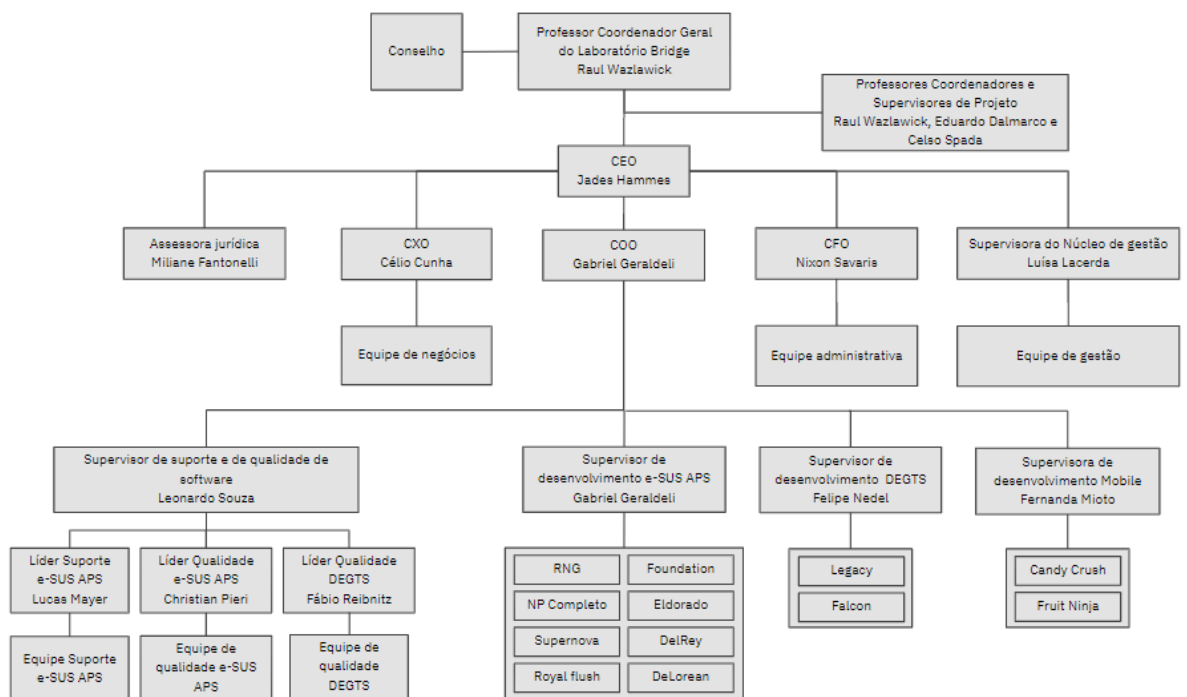 Conselho
Professor Coordenador Geral
do Laboratório Bridge
Raul Wazlawick
Professores Coordenadores e
Supervisores de Projeto
Raul Wazlawick, Eduardo Dalmarco e
Celso Spada
CEO
Jades Hammes
Assessora jurídica
Miliane Fantonelli
CXO
Célio Cunha
COO
Gabriel Geraldeli
CFO
Nixon Savaris
Supervisora do Núcleo de gestão
Luísa Lacerda
Equipe de negócios
Equipe administrativa
Equipe de gestão
Supervisor de suporte e de qualidade de
software
Leonardo Souza
Supervisor de
desenvolvimento e-SUS APS
Gabriel Geraldeli
Supervisor de
desenvolvimento DEGTS
Felipe Nedel
Supervisora de
desenvolvimento Mobile
Fernanda Mioto
Líder Suporte
e-SUS APS
Lucas Mayer
Líder Qualidade
e-SUS APS
Christian Pieri
Líder Qualidade
DEGTS
Fábio Reibnitz
RNG
Foundation
NP Completo
Eldorado
Supernova
DelRey
Royal flush
DeLorean
Legacy
Falcon
Candy Crush
Fruit Ninja
Equipe Suporte
e-SUS APS
Equipe de
qualidade e-SUS
APS
Equipe de
qualidade
DEGTS